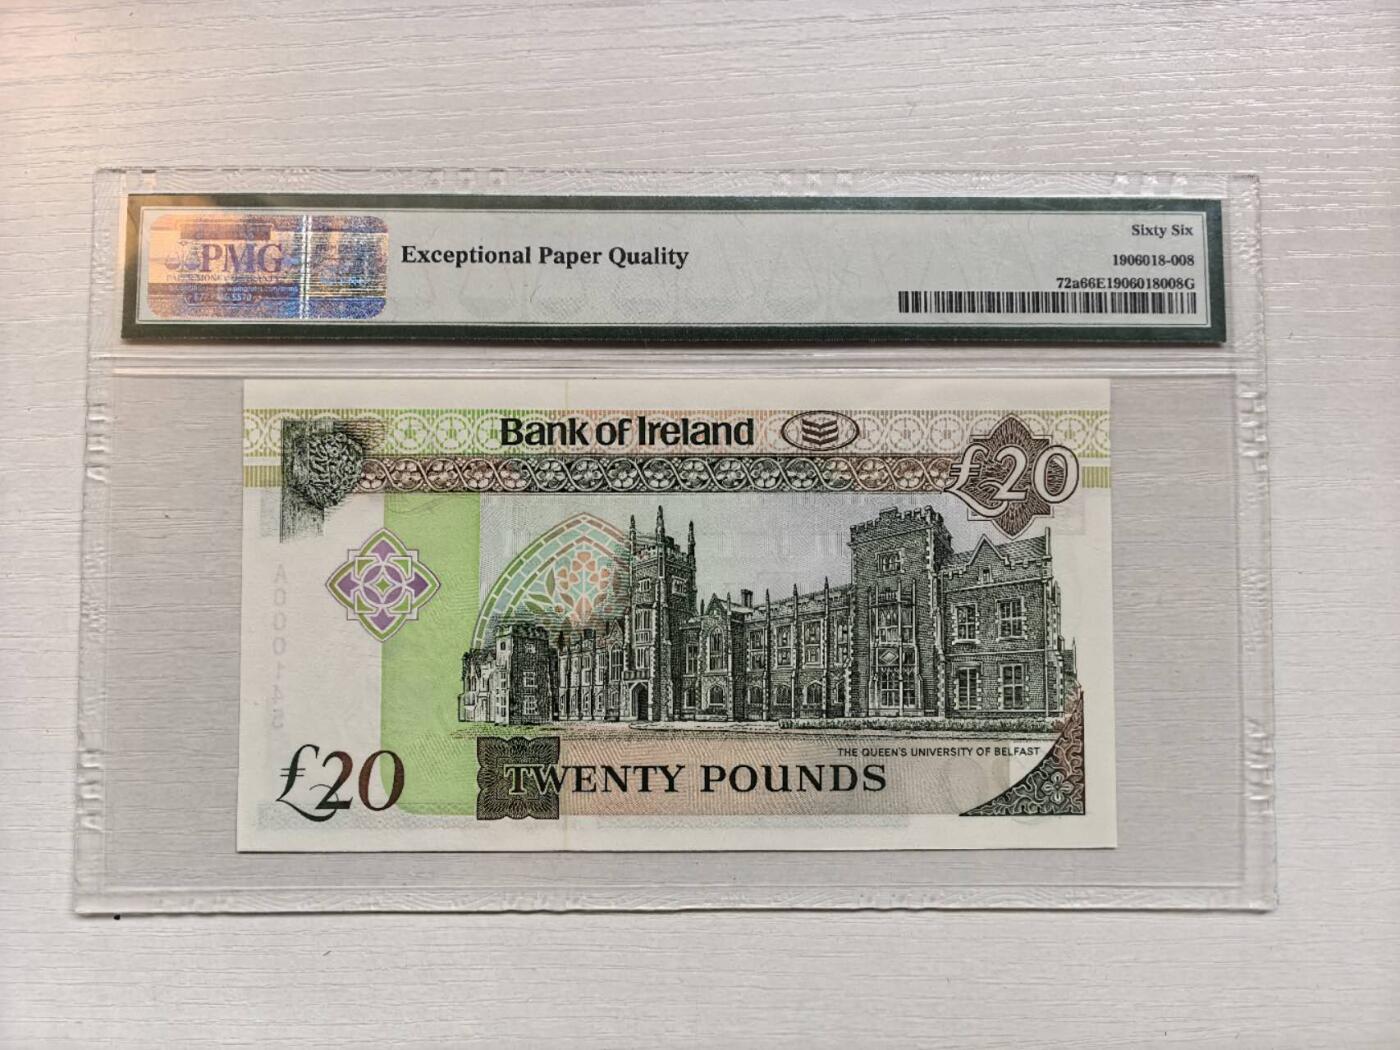 PMG
Exceptional Paper Quality
Sixty Six
1906018-008
72a66E1906018008G
Bank of Ireland
£20
£20
TWENTY POUNDS
THE QUEEN'S UNIVERSITY OF BELFAST